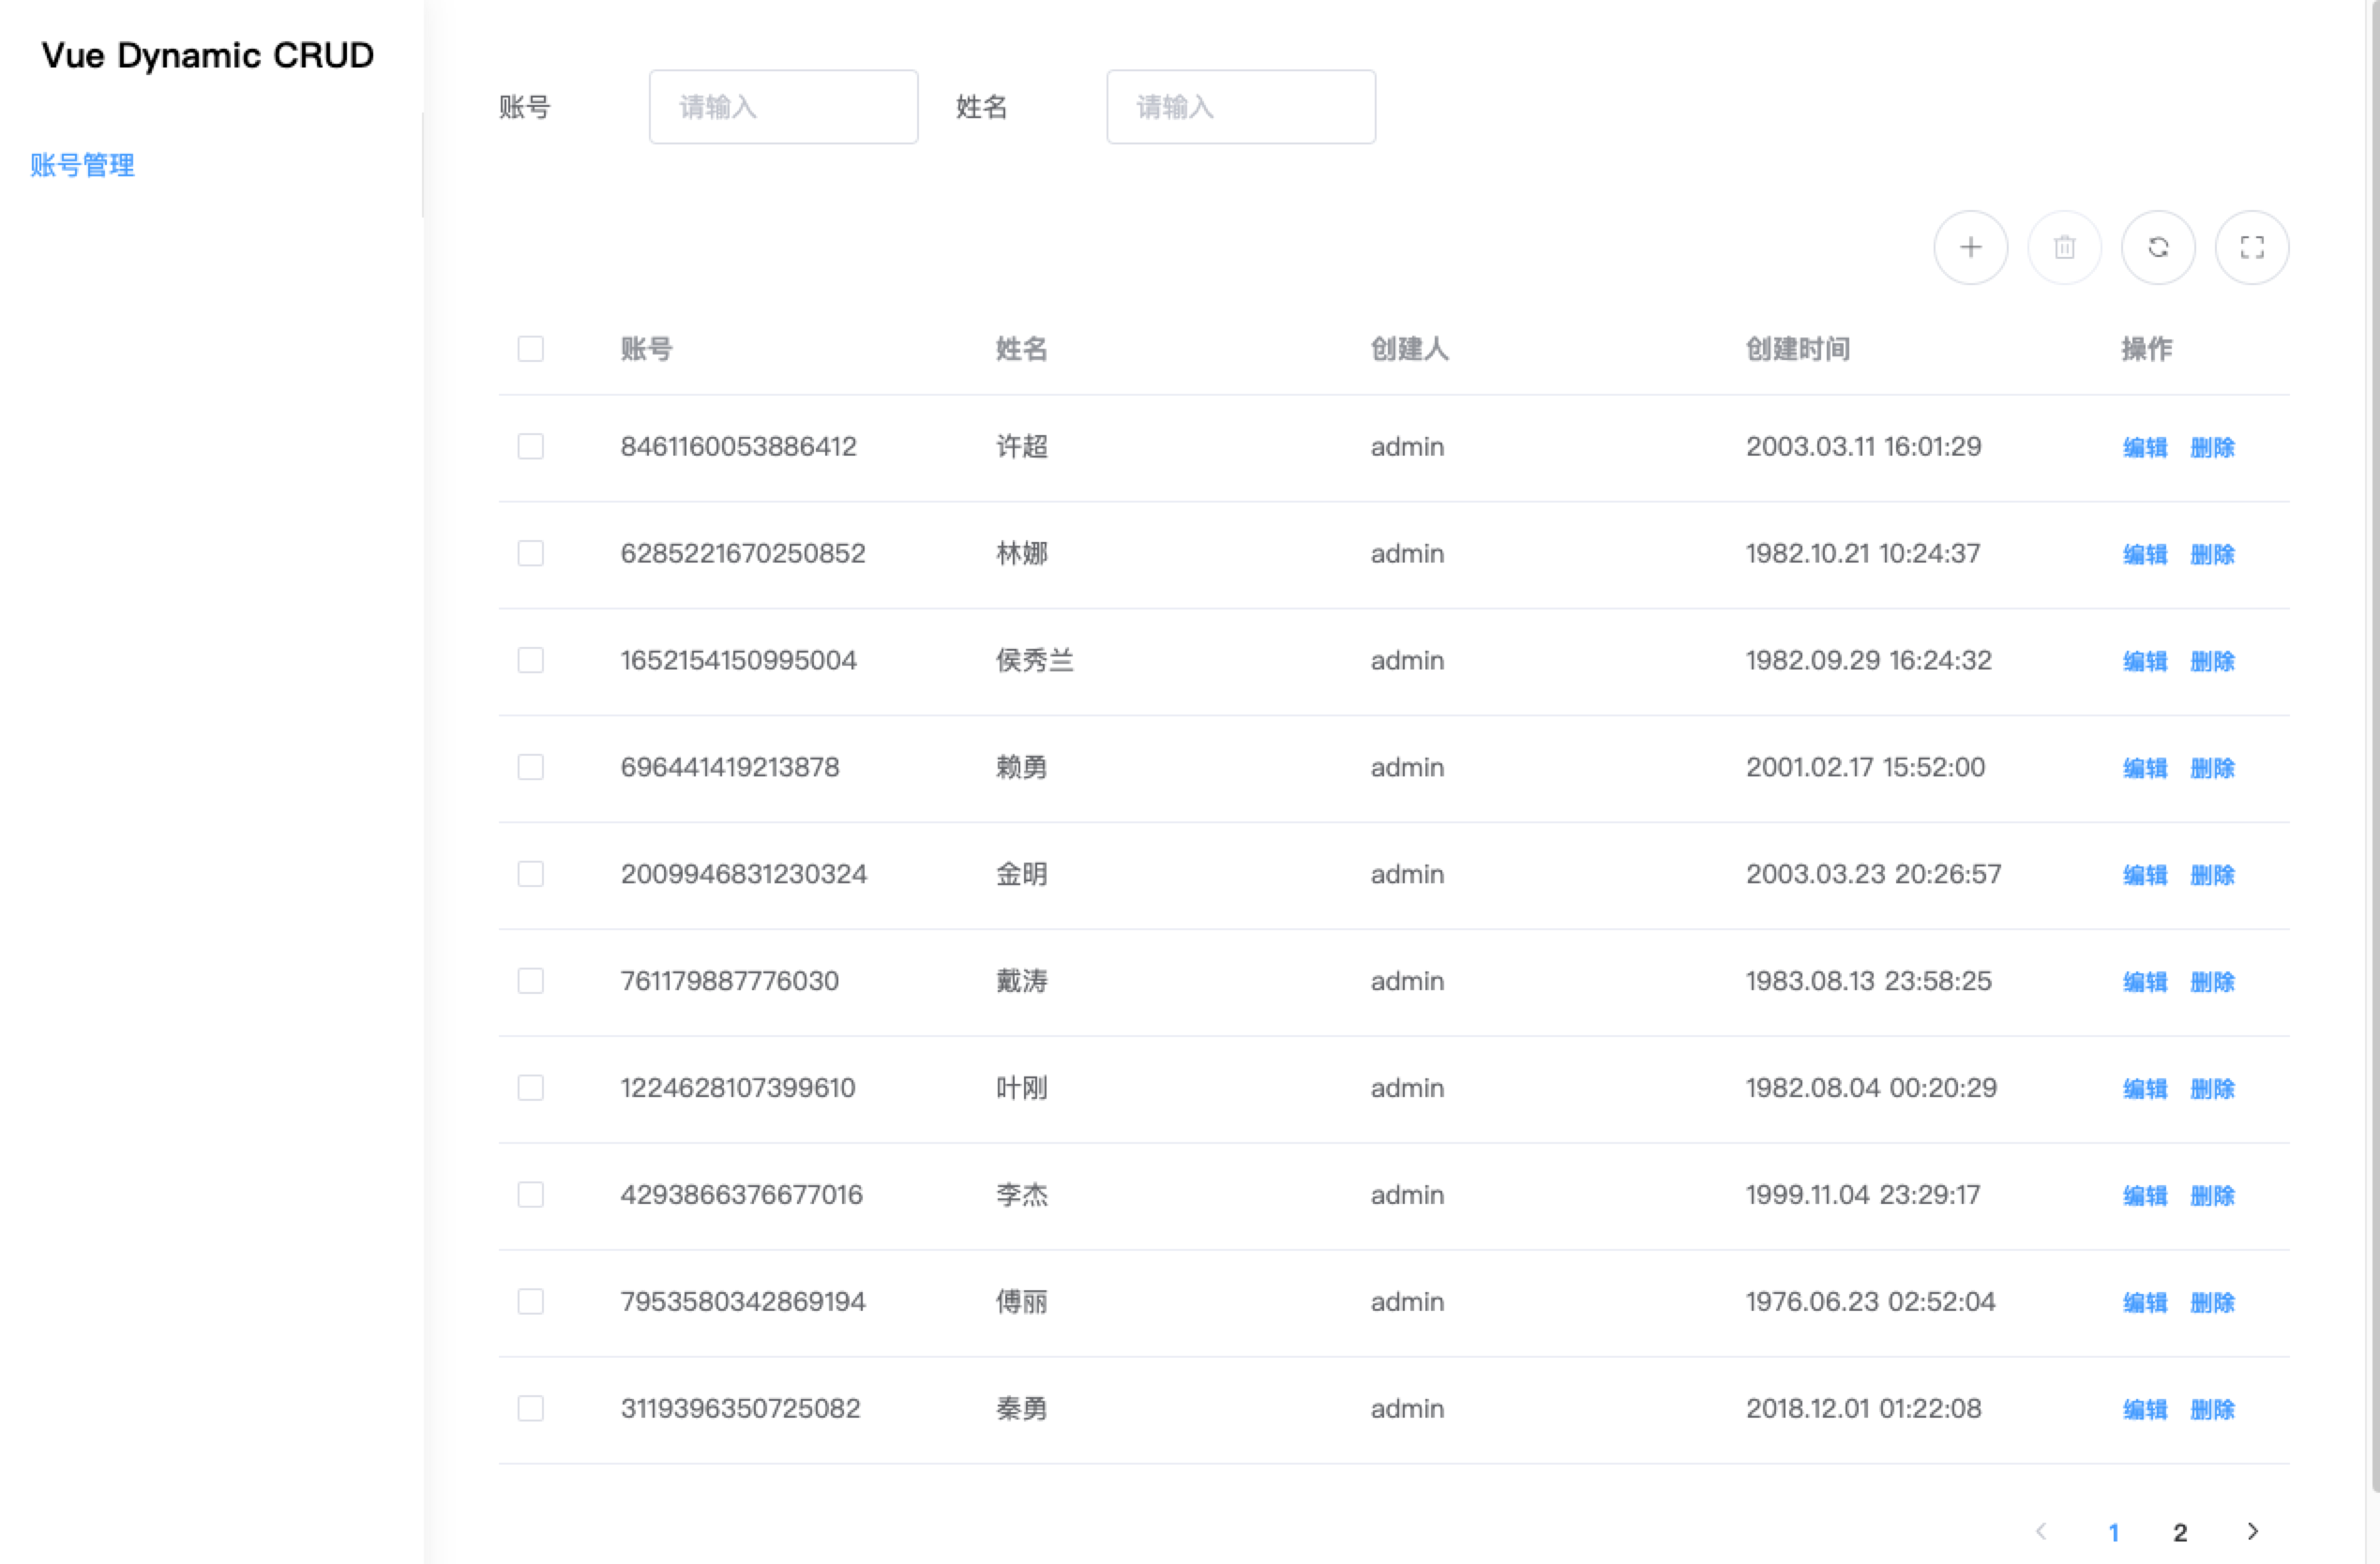 Vue Dynamic CRUD
账号管理
账号 请输入 姓名 请输入
账号 姓名 创建人 创建时间 操作
8461160053886412 许超 admin 2003.03.11 16:01:29 编辑 删除
6285221670250852 林娜 admin 1982.10.21 10:24:37 编辑 删除
1652154150995004 侯秀兰 admin 1982.09.29 16:24:32 编辑 删除
696441419213878 赖勇 admin 2001.02.17 15:52:00 编辑 删除
2009946831230324 金明 admin 2003.03.23 20:26:57 编辑 删除
761179887776030 戴涛 admin 1983.08.13 23:58:25 编辑 删除
1224628107399610 叶刚 admin 1982.08.04 00:20:29 编辑 删除
4293866376677016 李杰 admin 1999.11.04 23:29:17 编辑 删除
7953580342869194 傅丽 admin 1976.06.23 02:52:04 编辑 删除
3119396350725082 秦勇 admin 2018.12.01 01:22:08 编辑 删除
1 2